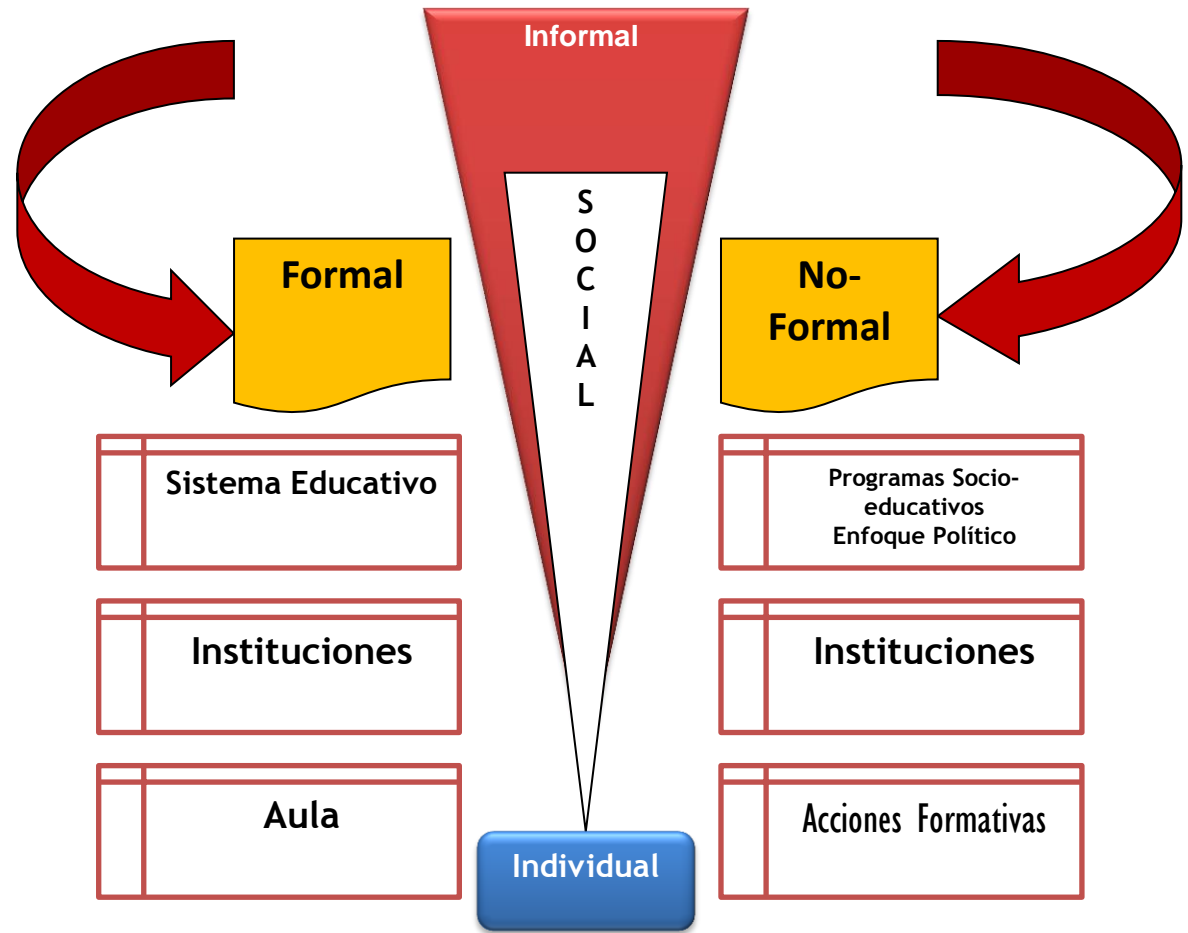 Informal
S
O
C
I
A
L
Formal
No-
Formal
Sistema Educativo
Programas Socio-
educativos
Enfoque Político
Instituciones
Instituciones
Aula
Acciones Formativas
Individual